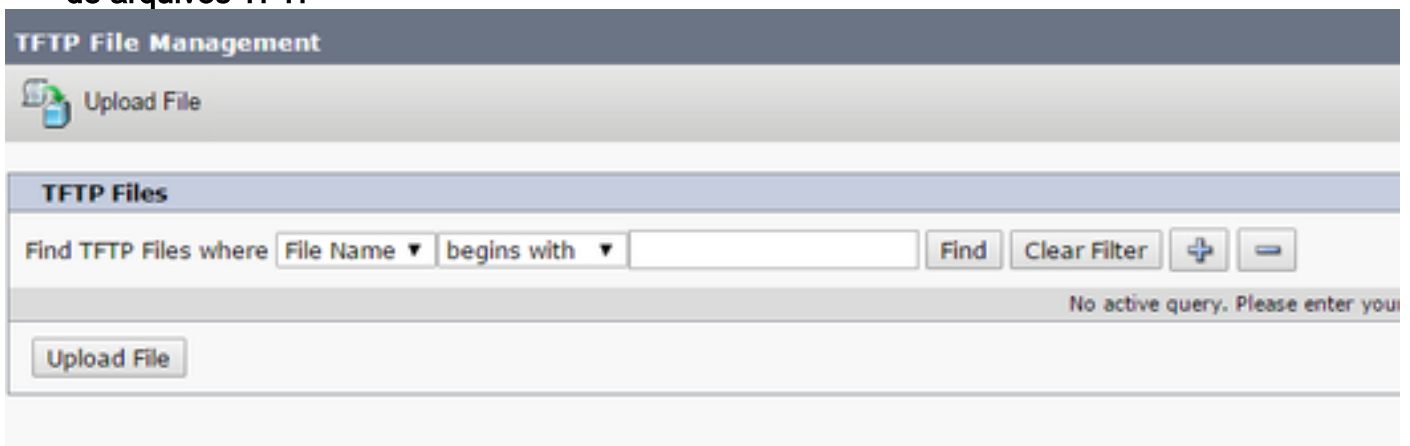 de arquivos TFTP
TFTP File Management
Upload File
TFTP Files
Find TFTP Files where File Name ▼ begins with ▼ Find Clear Filter
No active query. Please enter your
Upload File